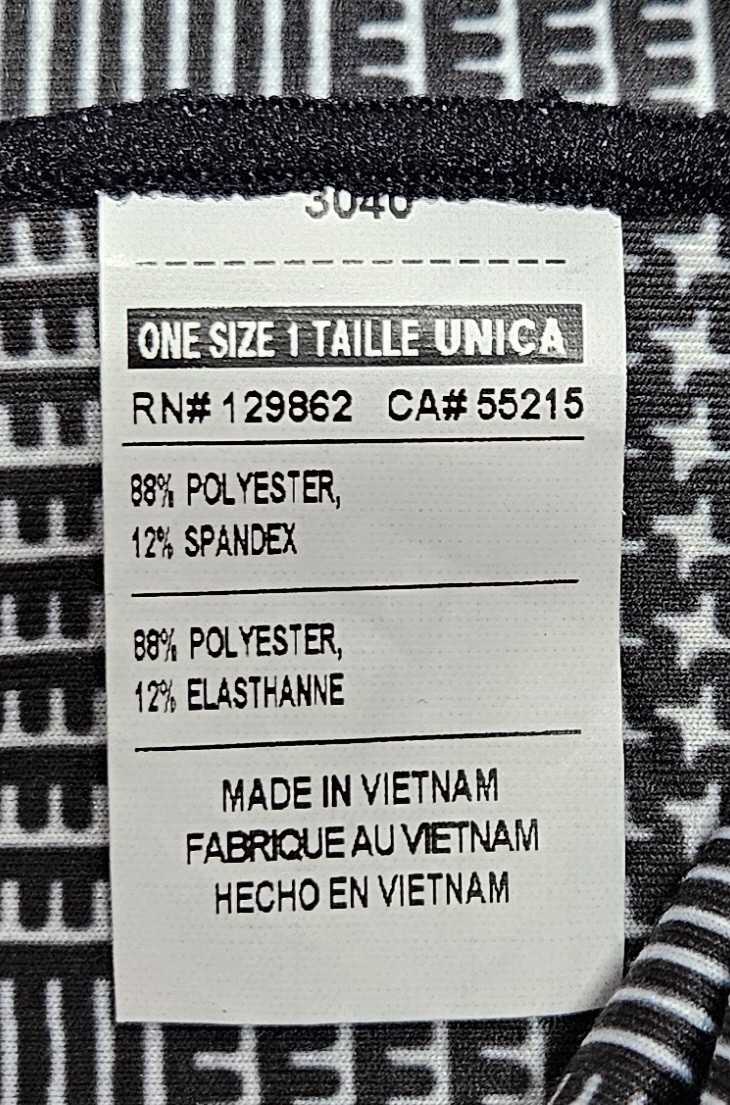 3040
ONE SIZE 1 TAILLE UNICA
RN# 129862 CA# 55215
88% POLYESTER,
12% SPANDEX
88% POLYESTER,
12% ELASTHANNE
MADE IN VIETNAM
FABRIQUE AU VIETNAM
HECHO EN VIETNAM